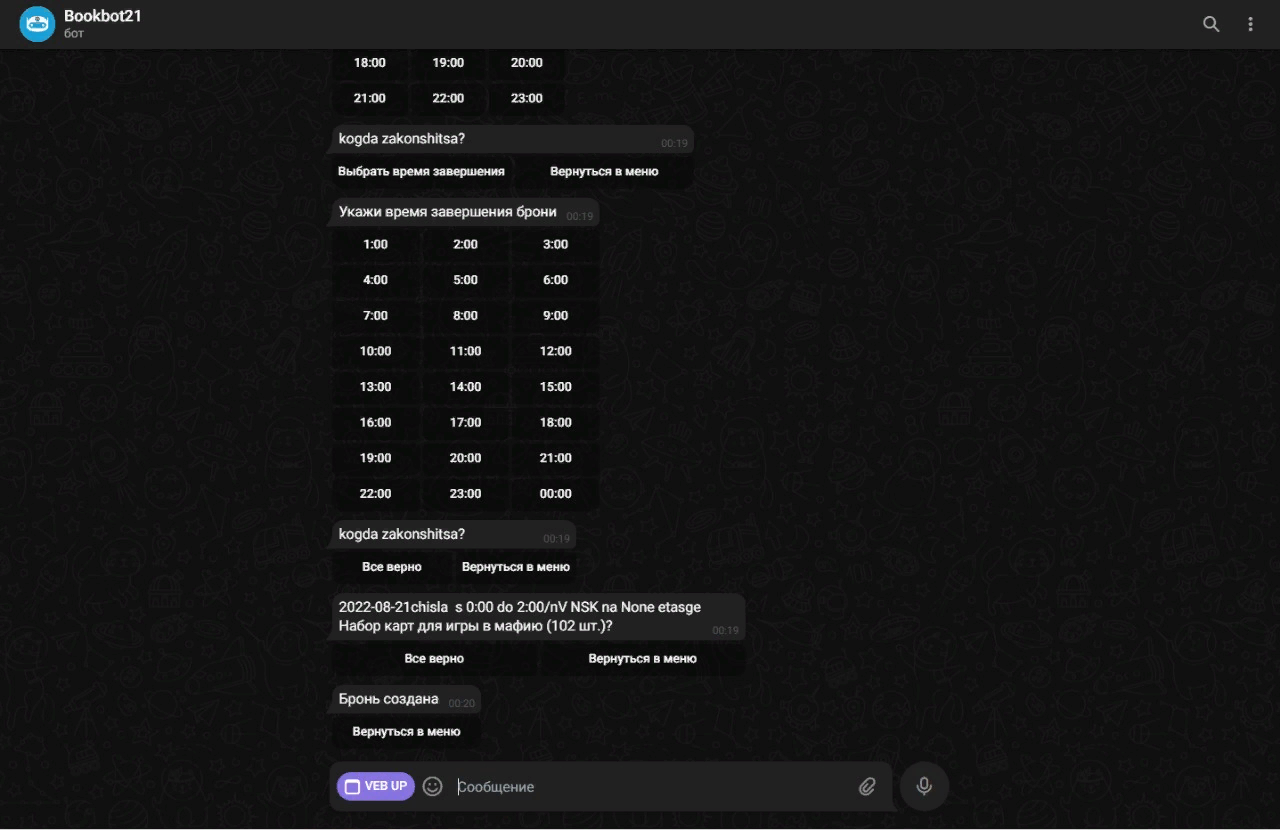 Bookbot21
бот
18:00 19:00 20:00
21:00 22:00 23:00
kogda zakonshitsa? 00:19
Выбрать время завершения Вернуться в меню
Укажи время завершения брони 00:19
1:00 2:00 3:00
4:00 5:00 6:00
7:00 8:00 9:00
10:00 11:00 12:00
13:00 14:00 15:00
16:00 17:00 18:00
19:00 20:00 21:00
22:00 23:00 00:00
kogda zakonshitsa? 00:19
Все верно Вернуться в меню
2022-08-21chisla s 0:00 do 2:00/nV NSK na None etasge
Набор карт для игры в мафию (102 шт.)? 00:19
Все верно Вернуться в меню
Бронь создана 00:20
Вернуться в меню
VEB UP Сообщение